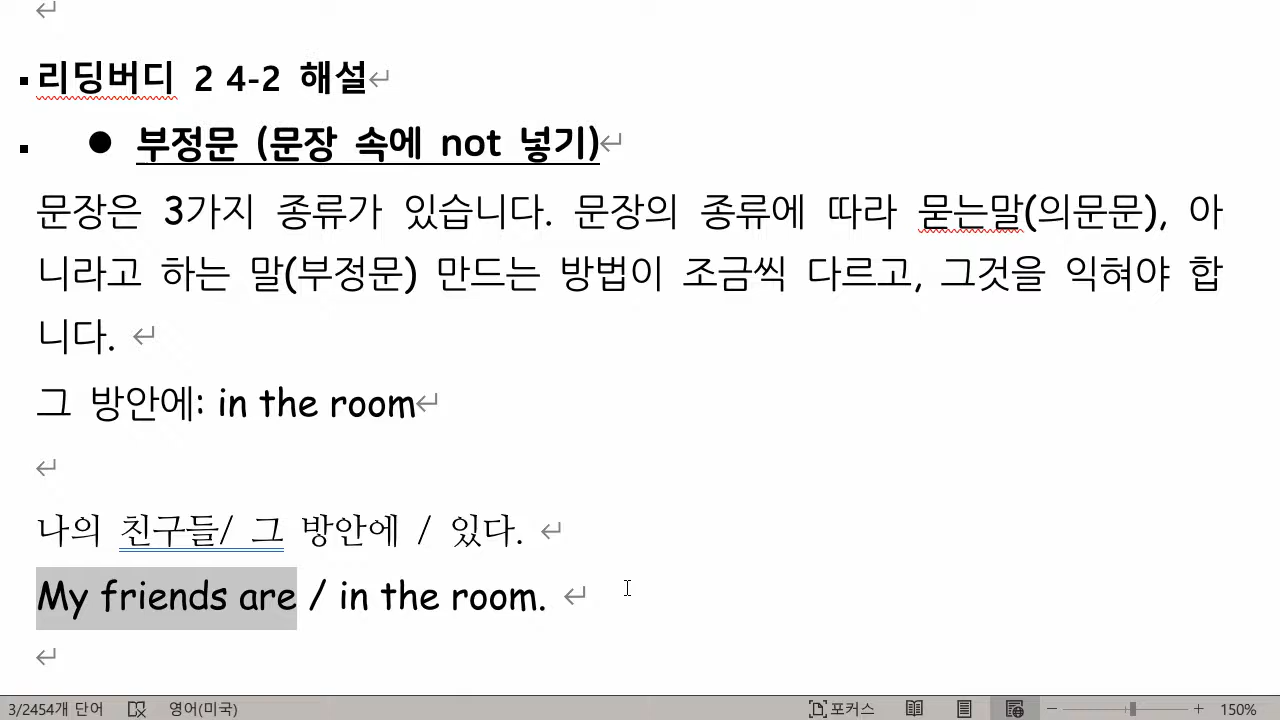 리딩버디 2 4-2 해설
부정문 (문장 속에 not 넣기)
문장은 3가지 종류가 있습니다. 문장의 종류에 따라 묻는말(의문문), 아
니라고 하는 말(부정문) 만드는 방법이 조금씩 다르고, 그것을 익혀야 합
니다.
그 방안에: in the room
나의 친구들/ 그 방안에 / 있다.
My friends are / in the room.
3/2454개 단어 영어(미국) 포커스 150%